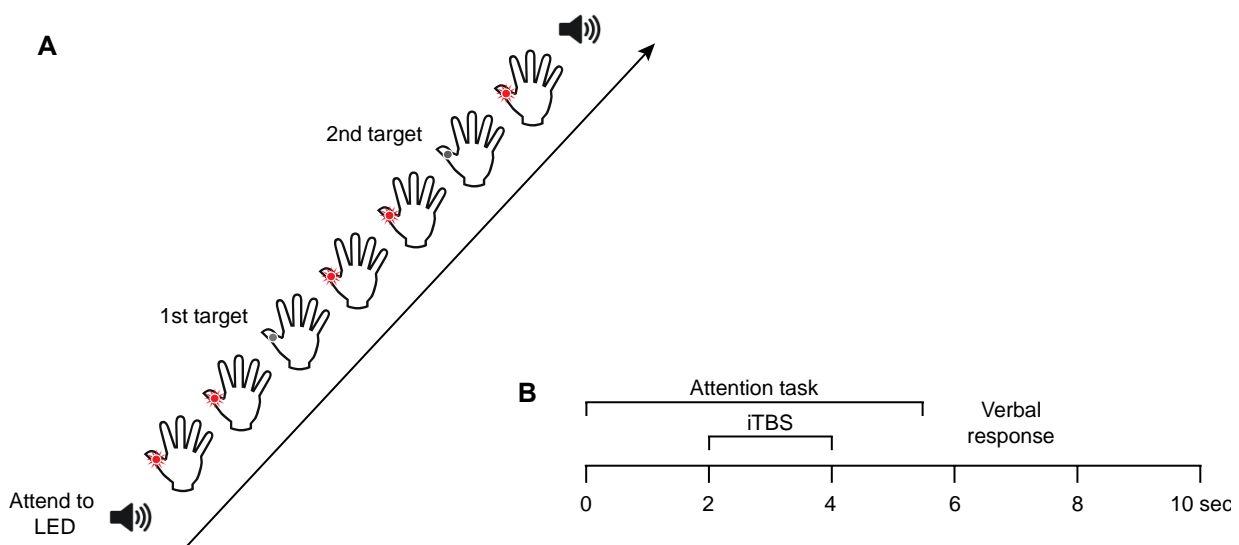 A
2nd target
1st target
Attend to
LED
B
Attention task
iTBS
Verbal
response
0 2 4 6 8 10 sec